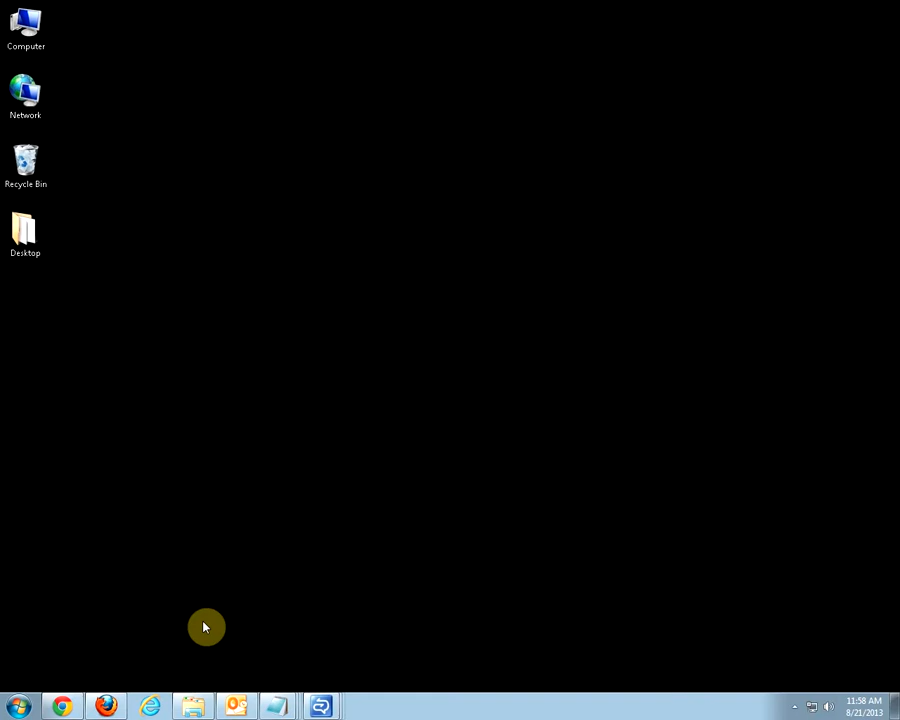 Computer
Network
Recycle Bin
Desktop
11:58 AM
8/21/2013